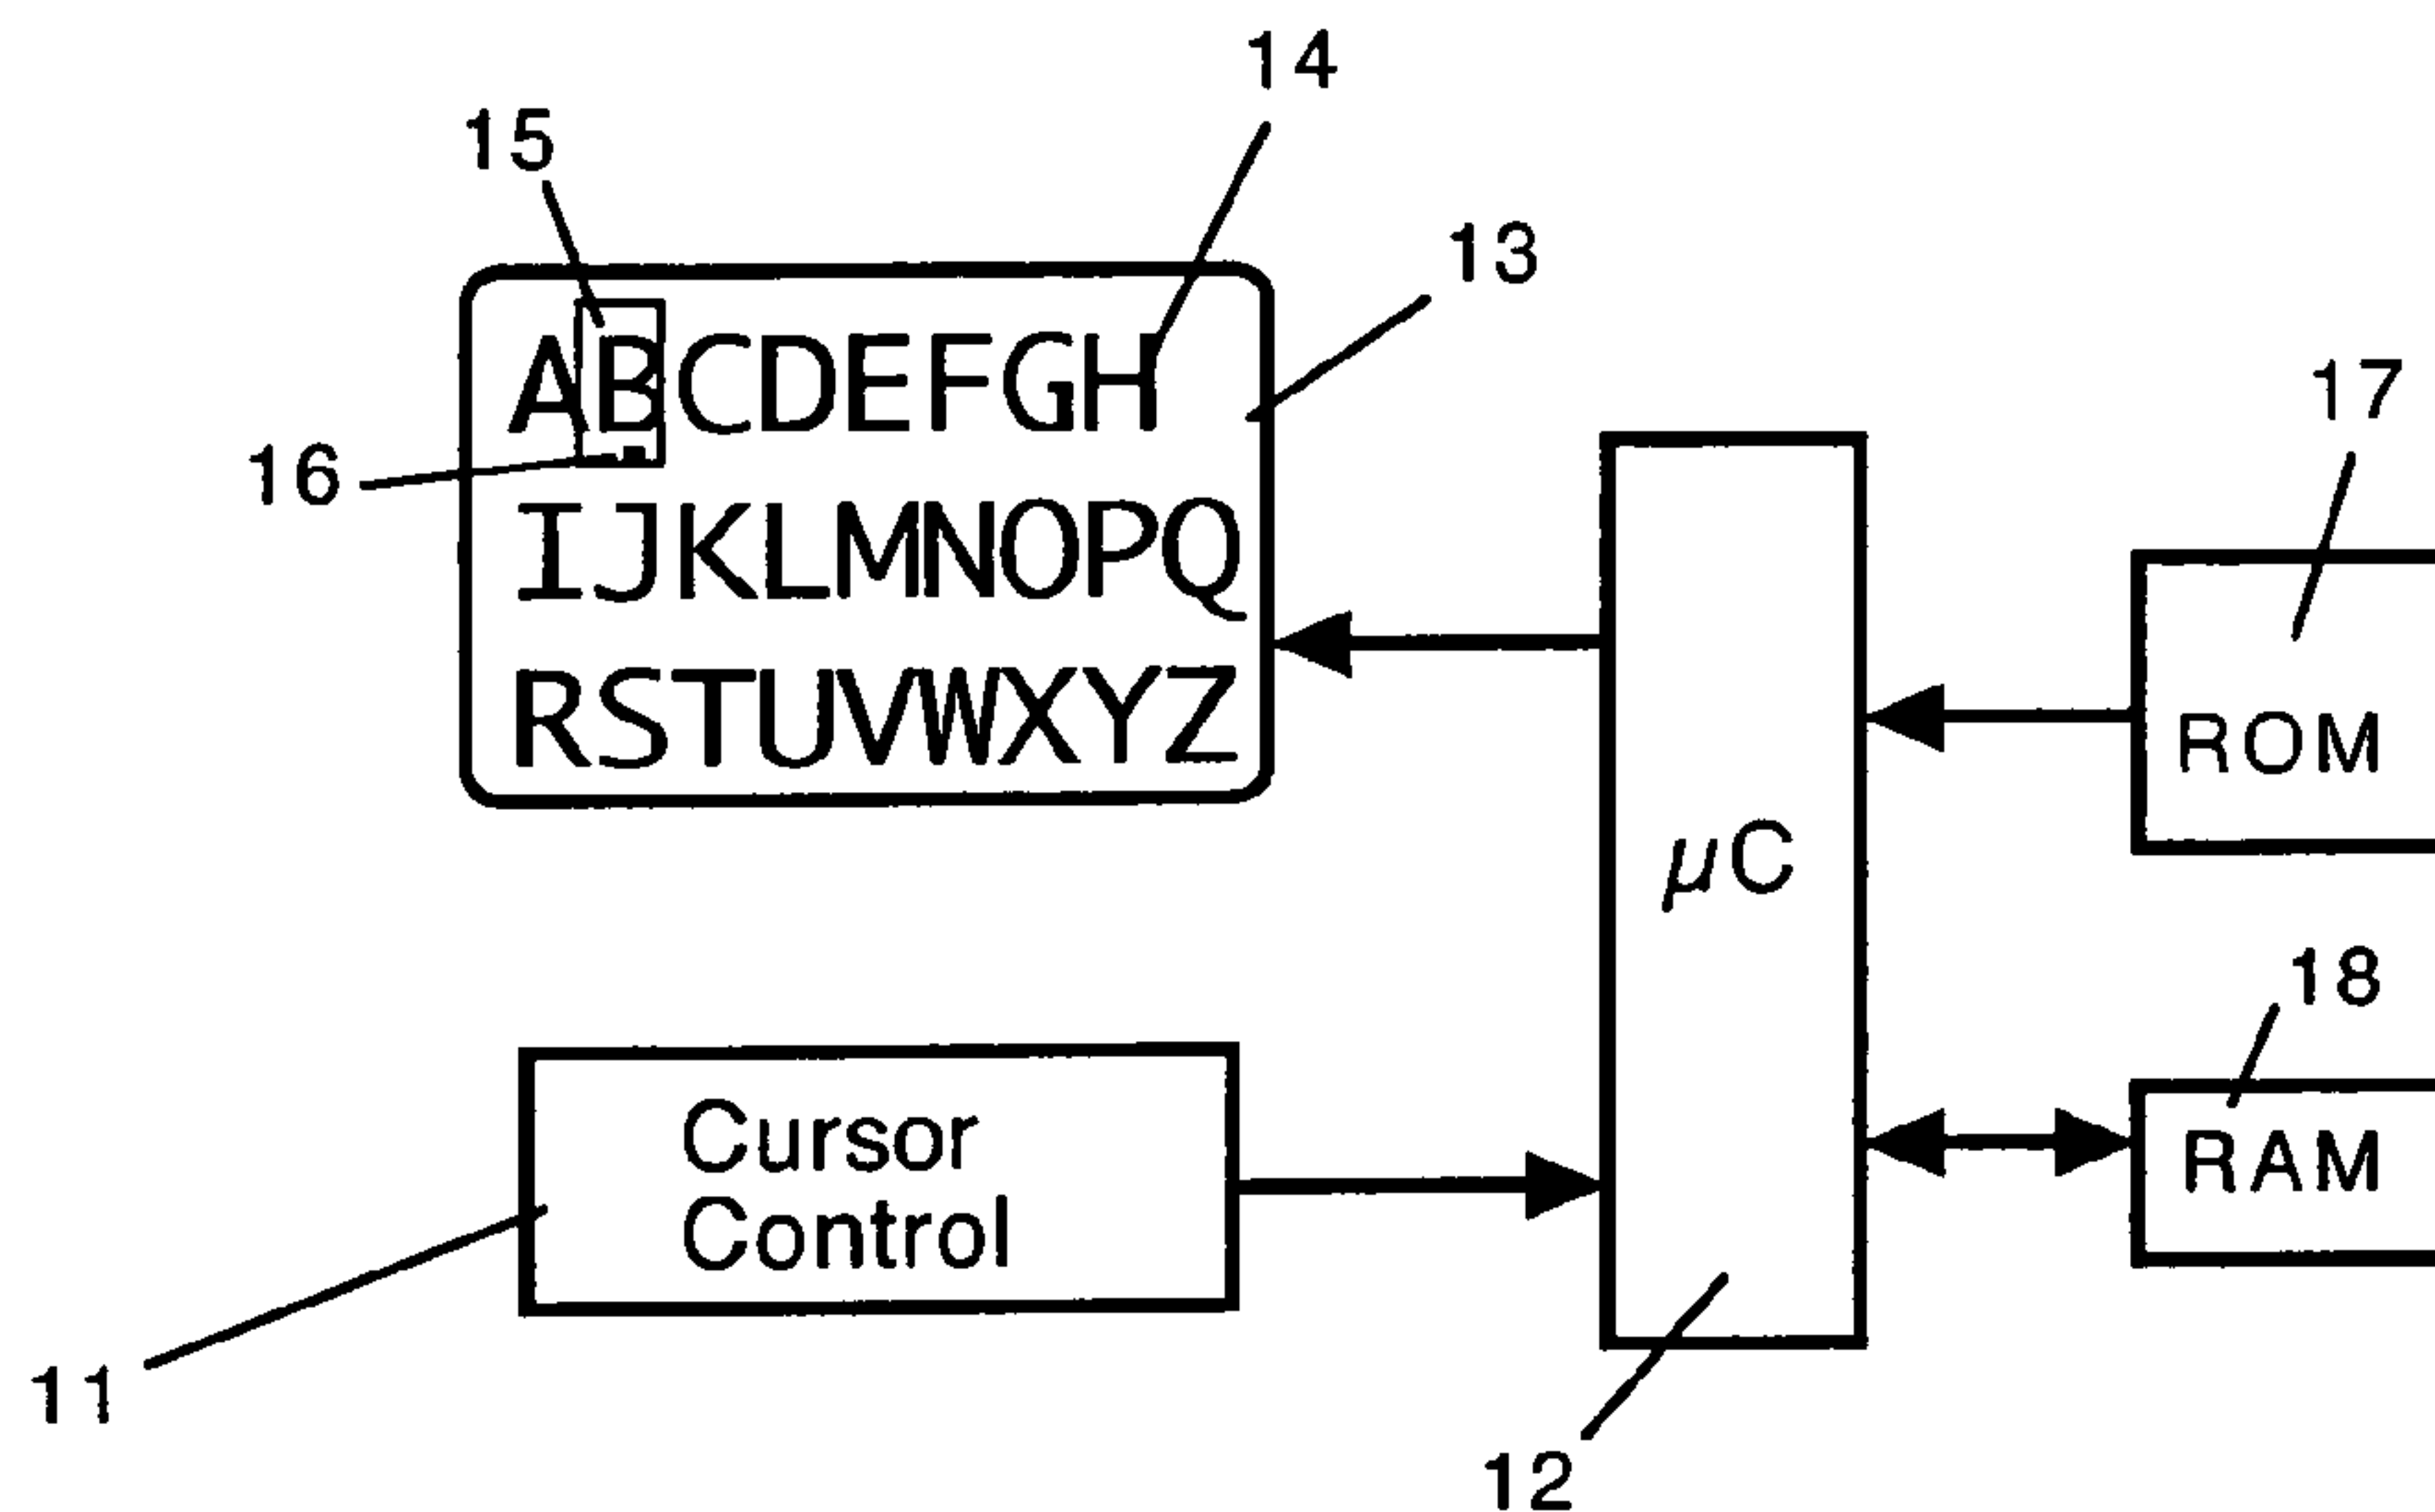 14
15
13
ABCDEFGH
17
16
IJKLMNOPQ
RSTUVWXYZ
ROM
µC
18
Cursor
Control
RAM
11
12